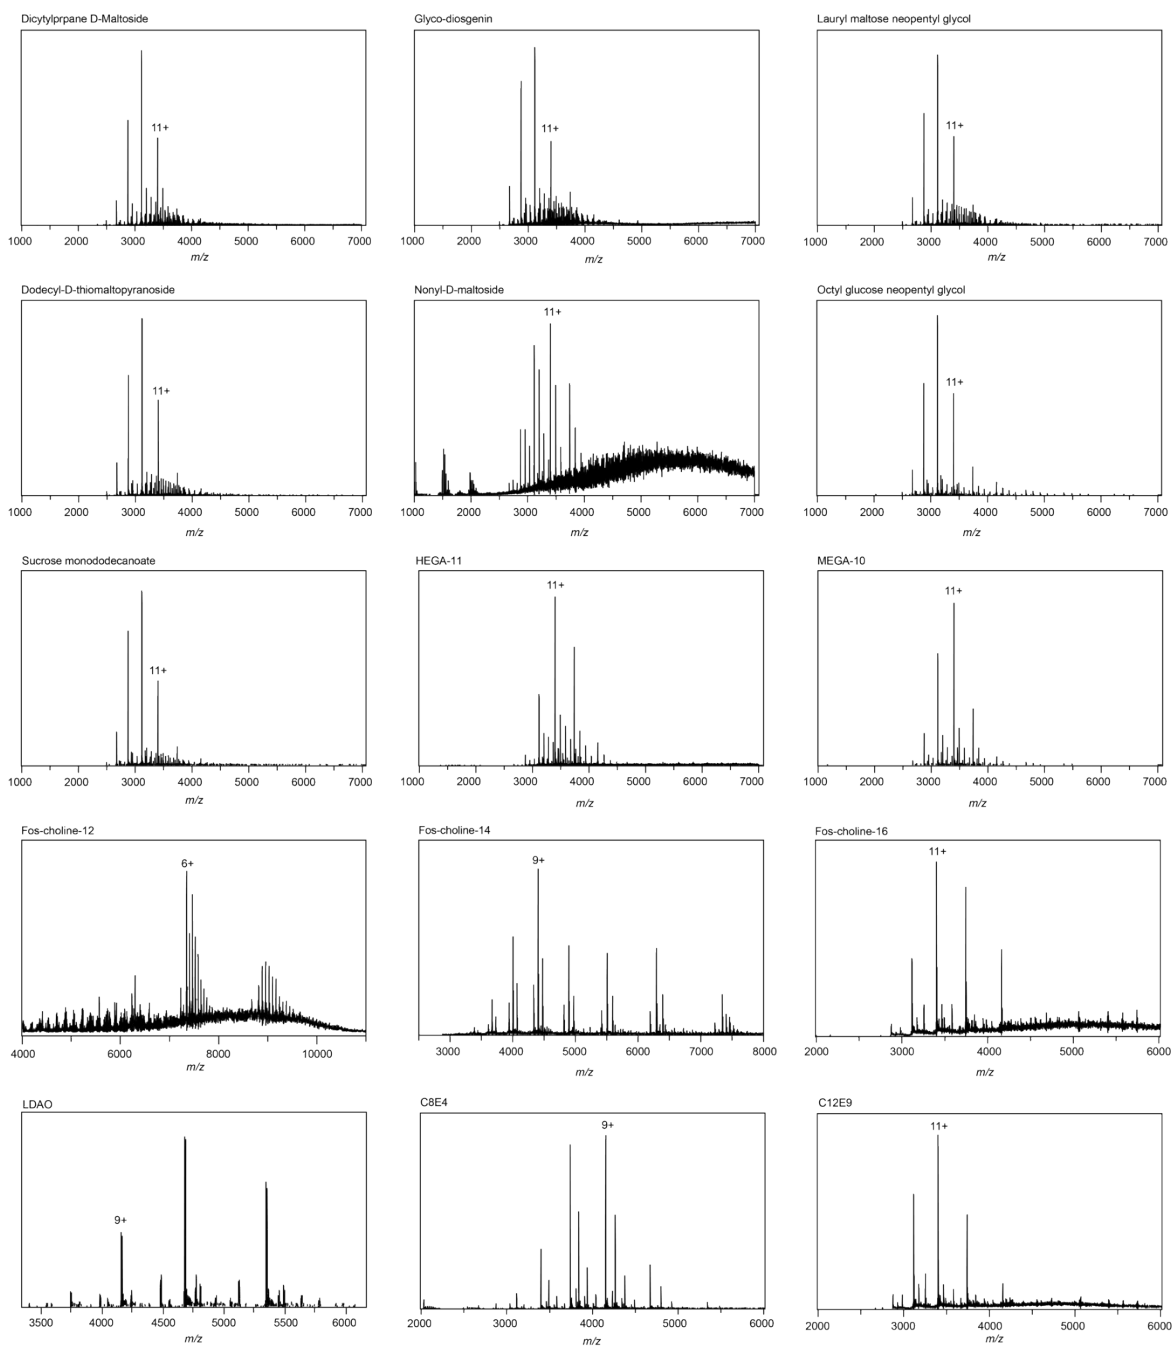 Dicytylprpane D-Maltoside
Glyco-diosgenin
Lauryl maltose neopentyl glycol
11+
11+
11+
1000 2000 3000 4000 5000 6000 7000
1000 2000 3000 4000 5000 6000 7000
1000 2000 3000 4000 5000 6000 7000
m/z
m/z
m/z
Dodecyl-D-thiomaltopyranoside
Nonyl-D-maltoside
Octyl glucose neopentyl glycol
11+
11+
11+
1000 2000 3000 4000 5000 6000 7000
1000 2000 3000 4000 5000 6000 7000
1000 2000 3000 4000 5000 6000 7000
m/z
m/z
m/z
Sucrose monododecanoate
HEGA-11
MEGA-10
11+
11+
11+
1000 2000 3000 4000 5000 6000 7000
1000 2000 3000 4000 5000 6000 7000
1000 2000 3000 4000 5000 6000 7000
m/z
m/z
m/z
Fos-choline-12
Fos-choline-14
Fos-choline-16
6+
9+
11+
4000 6000 8000 10000
3000 4000 5000 6000 7000 8000
2000 3000 4000 5000 6000
m/z
m/z
m/z
LDAO
C8E4
C12E9
9+
9+
11+
3500 4000 4500 5000 5500 6000
2000 3000 4000 5000 6000
2000 3000 4000 5000 6000
m/z
m/z
m/z